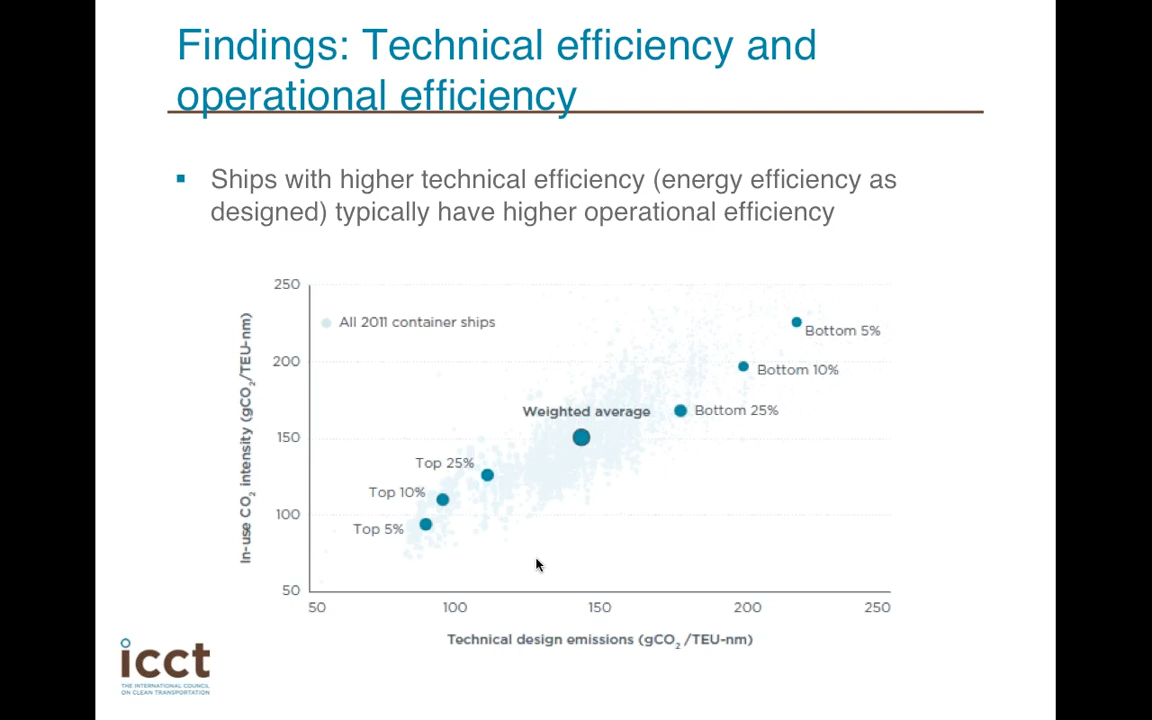 Findings: Technical efficiency and
operational efficiency
▪ Ships with higher technical efficiency (energy efficiency as
designed) typically have higher operational efficiency
In-use CO₂ intensity (gCO₂/TEU-nm)
250
200
150
100
50
All 2011 container ships
Bottom 5%
Bottom 10%
Weighted average
Bottom 25%
Top 25%
Top 10%
Top 5%
50 100 150 200 250
Technical design emissions (gCO₂ /TEU-nm)
icct
THE INTERNATIONAL COUNCIL
ON CLEAN TRANSPORTATION